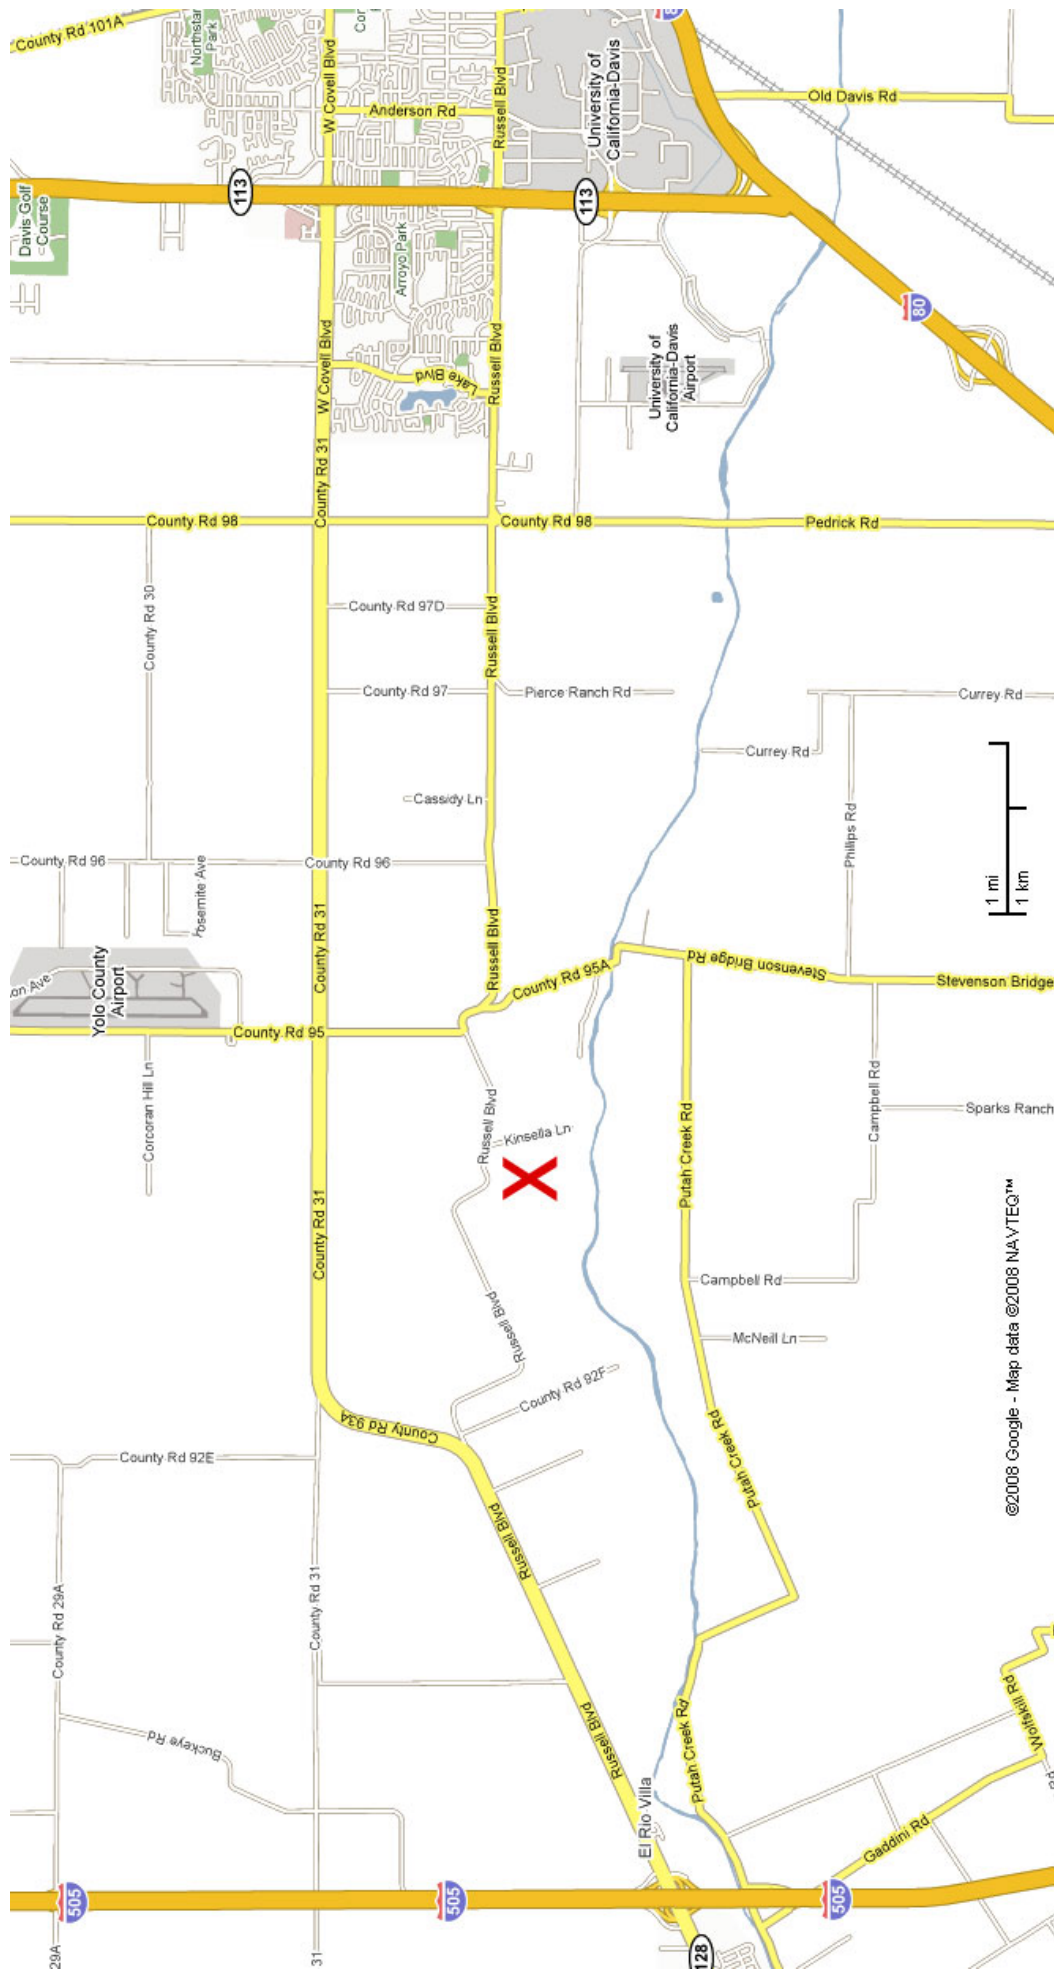 County Rd 101A
Northstar
Park
W Covell Blvd
Russell Blvd
Anderson Rd
University of
California-Davis
Old Davis Rd
113
113
Davis Golf
Course
Arroyo Park
80
W Covell Blvd
Lake Blvd
Russell Blvd
University of
California-Davis
Airport
County Rd 31
County Rd 98
County Rd 98
Pedrick Rd
County Rd 30
County Rd 97D
Russell Blvd
County Rd 97
Pierce Ranch Rd
Currey Rd
Currey Rd
Cassidy Ln
Phillips Rd
1 mi
1 km
County Rd 96
County Rd 96
Yosemite Ave
County Rd 31
Russell Blvd
Yolo County
Airport
on Ave
County Rd 95A
Stevenson Bridge Rd
Stevenson Bridge
County Rd 95
Corcoran Hill Ln
Russell Blvd
Kinsella Ln
X
Putah Creek Rd
Campbell Rd
Sparks Ranch
County Rd 31
Russell Blvd
Campbell Rd
McNeill Ln
©2008 Google - Map data ©2008 NAVTEQ™
County Rd 92F
County Rd 93A
Putah Creek Rd
County Rd 92E
Russell Blvd
County Rd 29A
County Rd 31
Buckeye Rd
Russell Blvd
Putah Creek Rd
Wolfskill Rd
El Rio Villa
Gaddini Rd
505
505
505
29A
31
128